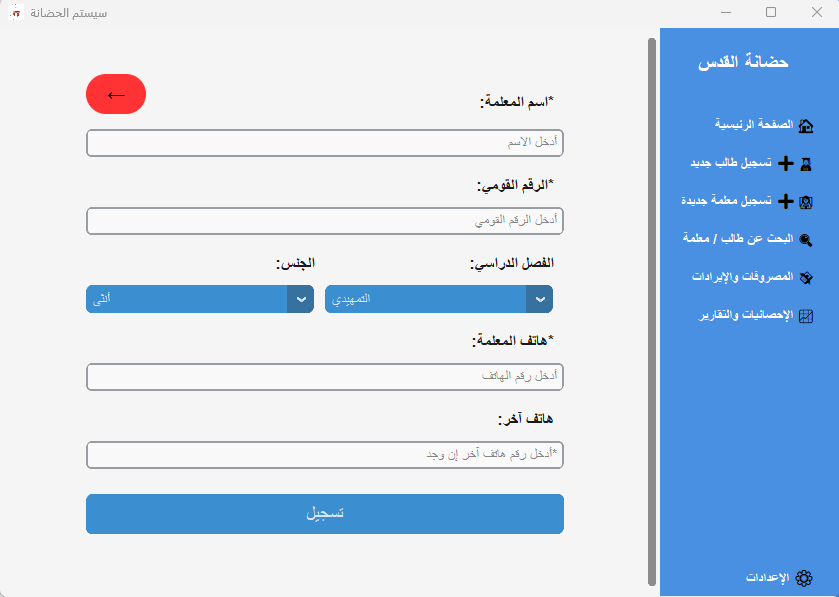 سيستم الحضانة
حضانة القدس
الصفحة الرئيسية
تسجيل طالب جديد
تسجيل معلمة جديدة
البحث عن طالب / معلمة
المصروفات والإيرادات
الإحصائيات والتقارير
الإعدادات
←
*اسم المعلمة:
أدخل الاسم
*الرقم القومي:
أدخل الرقم القومي
الفصل الدراسي: الجنس:
التمهيدي أنثى
*هاتف المعلمة:
أدخل رقم الهاتف
هاتف آخر:
*أدخل رقم هاتف آخر إن وجد
تسجيل